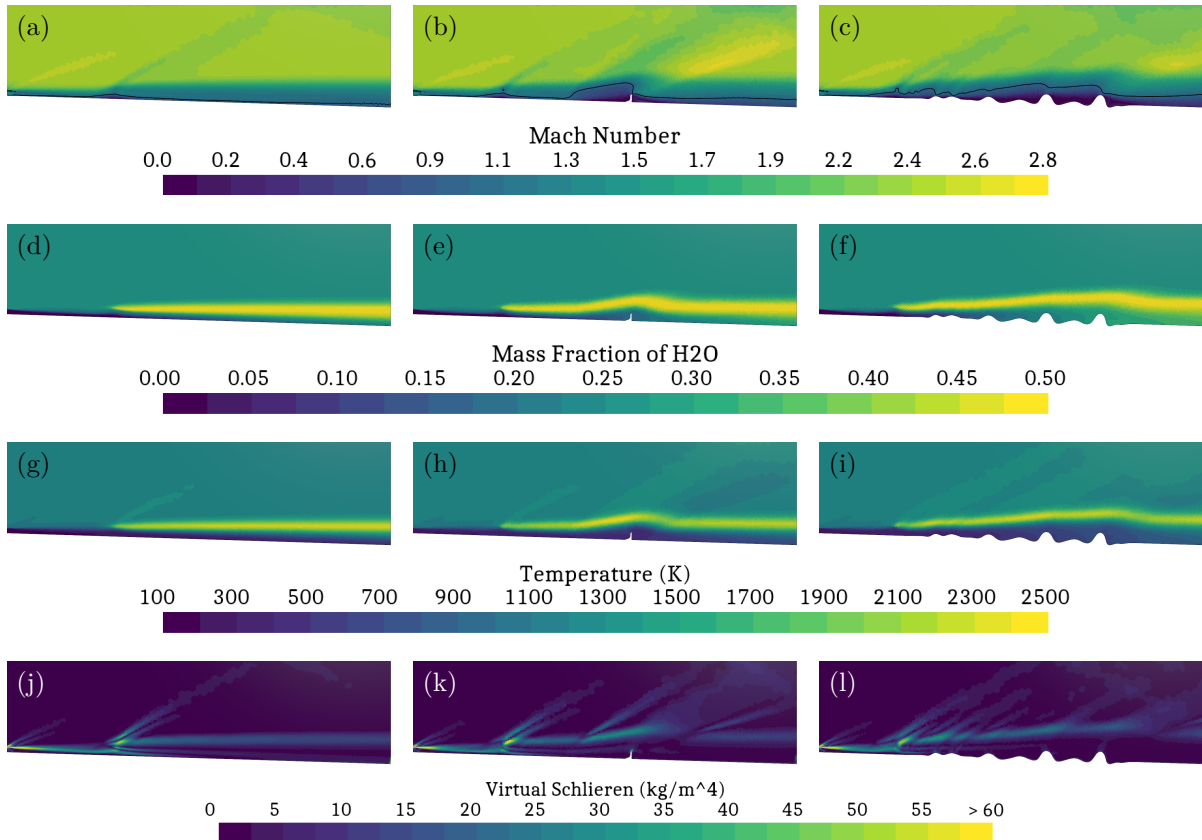 (a) (b) (c)
Mach Number
0.0 0.2 0.4 0.6 0.9 1.1 1.3 1.5 1.7 1.9 2.2 2.4 2.6 2.8
(d) (e) (f)
Mass Fraction of H2O
0.00 0.05 0.10 0.15 0.20 0.25 0.30 0.35 0.40 0.45 0.50
(g) (h) (i)
Temperature (K)
100 300 500 700 900 1100 1300 1500 1700 1900 2100 2300 2500
(j) (k) (l)
Virtual Schlieren (kg/m^4)
0 5 10 15 20 25 30 35 40 45 50 55 > 60